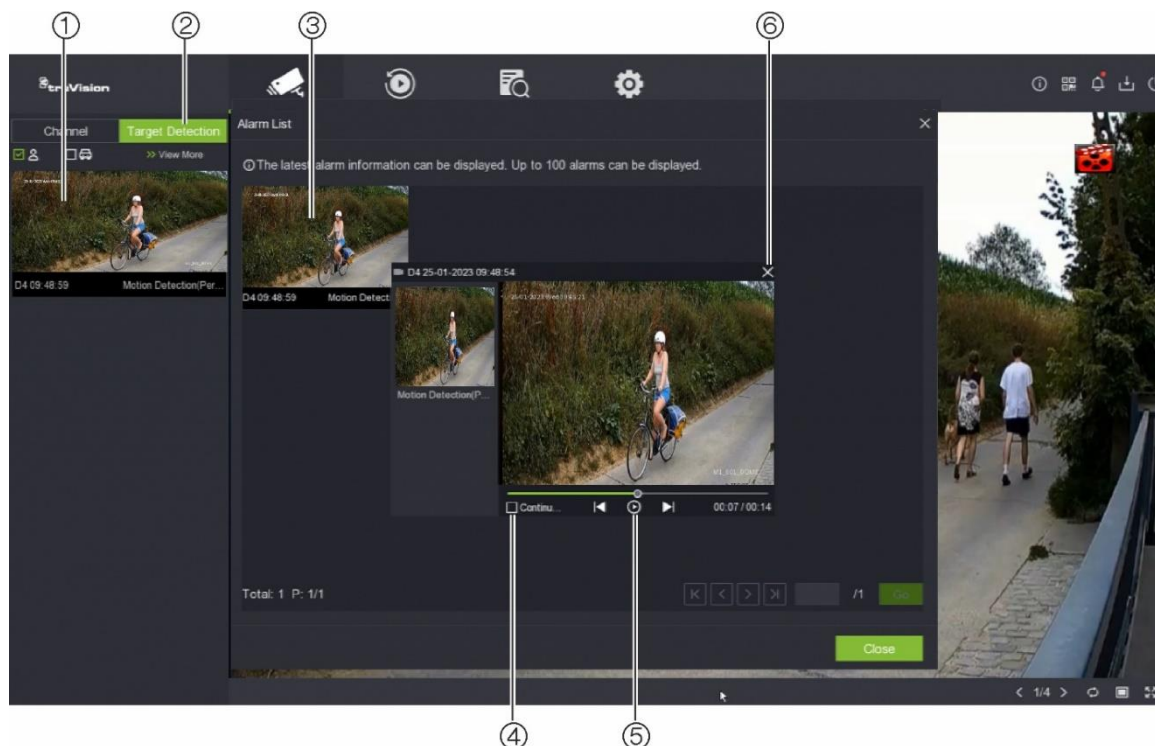 ① ② ③ ⑥
truVision
Channel Target Detection
View More
D4 09:48:59 Motion Detection(Per...
Alarm List
The latest alarm information can be displayed. Up to 100 alarms can be displayed.
D4 09:48:59 Motion Detect
D4 25-01-2023 09:48:54
Motion Detection(P...
Continu...
00:07 / 00:14
Total: 1 P: 1/1
/1 Go
Close
1/4
④ ⑤